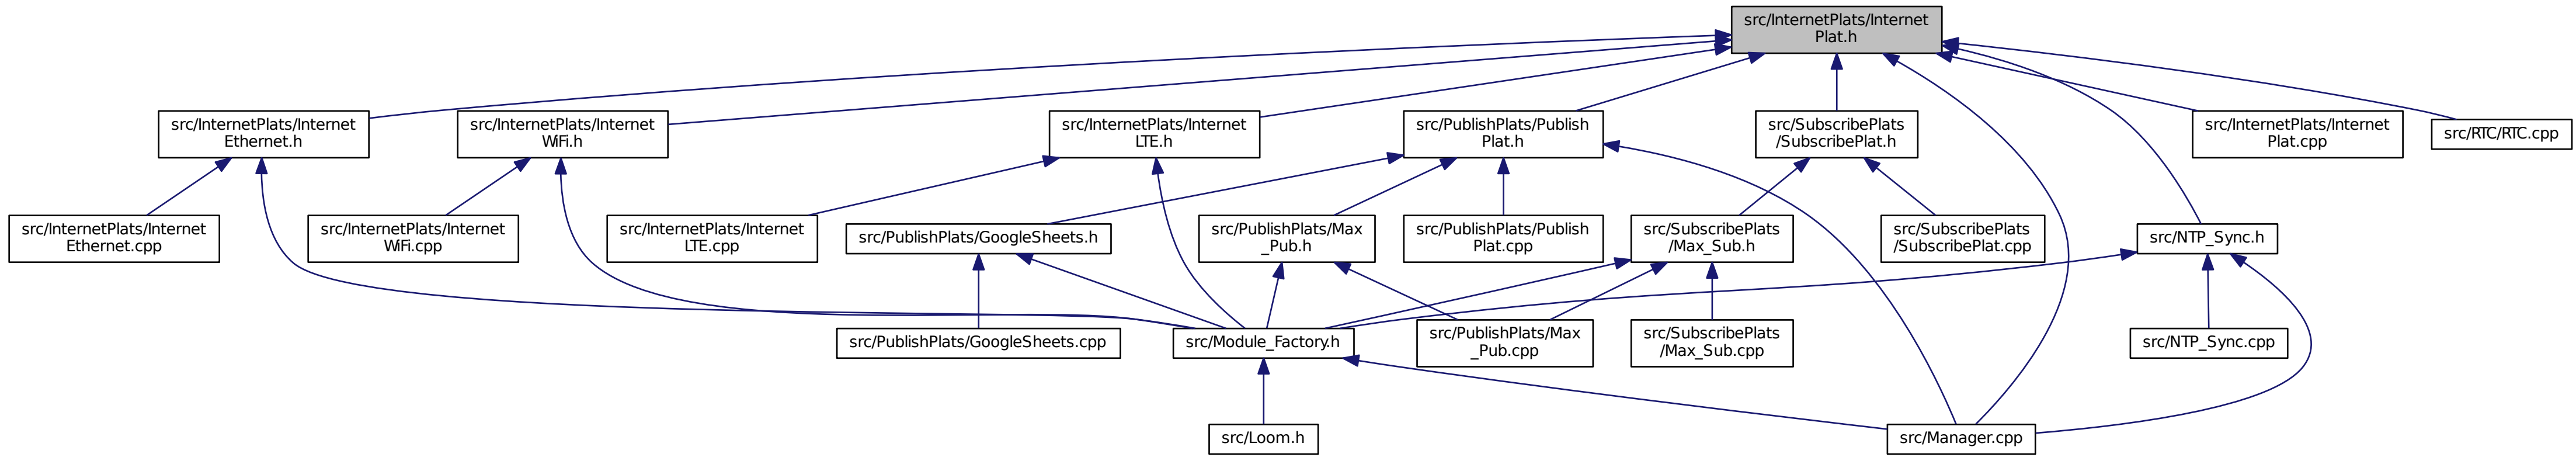 src/InternetPlats/Internet
Plat.h
src/InternetPlats/Internet
Ethernet.h
src/InternetPlats/Internet
WiFi.h
src/InternetPlats/Internet
LTE.h
src/PublishPlats/Publish
Plat.h
src/SubscribePlats
/SubscribePlat.h
src/InternetPlats/Internet
Plat.cpp
src/RTC/RTC.cpp
src/InternetPlats/Internet
Ethernet.cpp
src/InternetPlats/Internet
WiFi.cpp
src/InternetPlats/Internet
LTE.cpp
src/PublishPlats/GoogleSheets.h
src/PublishPlats/Max
_Pub.h
src/PublishPlats/Publish
Plat.cpp
src/SubscribePlats
/Max_Sub.h
src/SubscribePlats
/SubscribePlat.cpp
src/NTP_Sync.h
src/PublishPlats/GoogleSheets.cpp
src/Module_Factory.h
src/PublishPlats/Max
_Pub.cpp
src/SubscribePlats
/Max_Sub.cpp
src/NTP_Sync.cpp
src/Loom.h
src/Manager.cpp